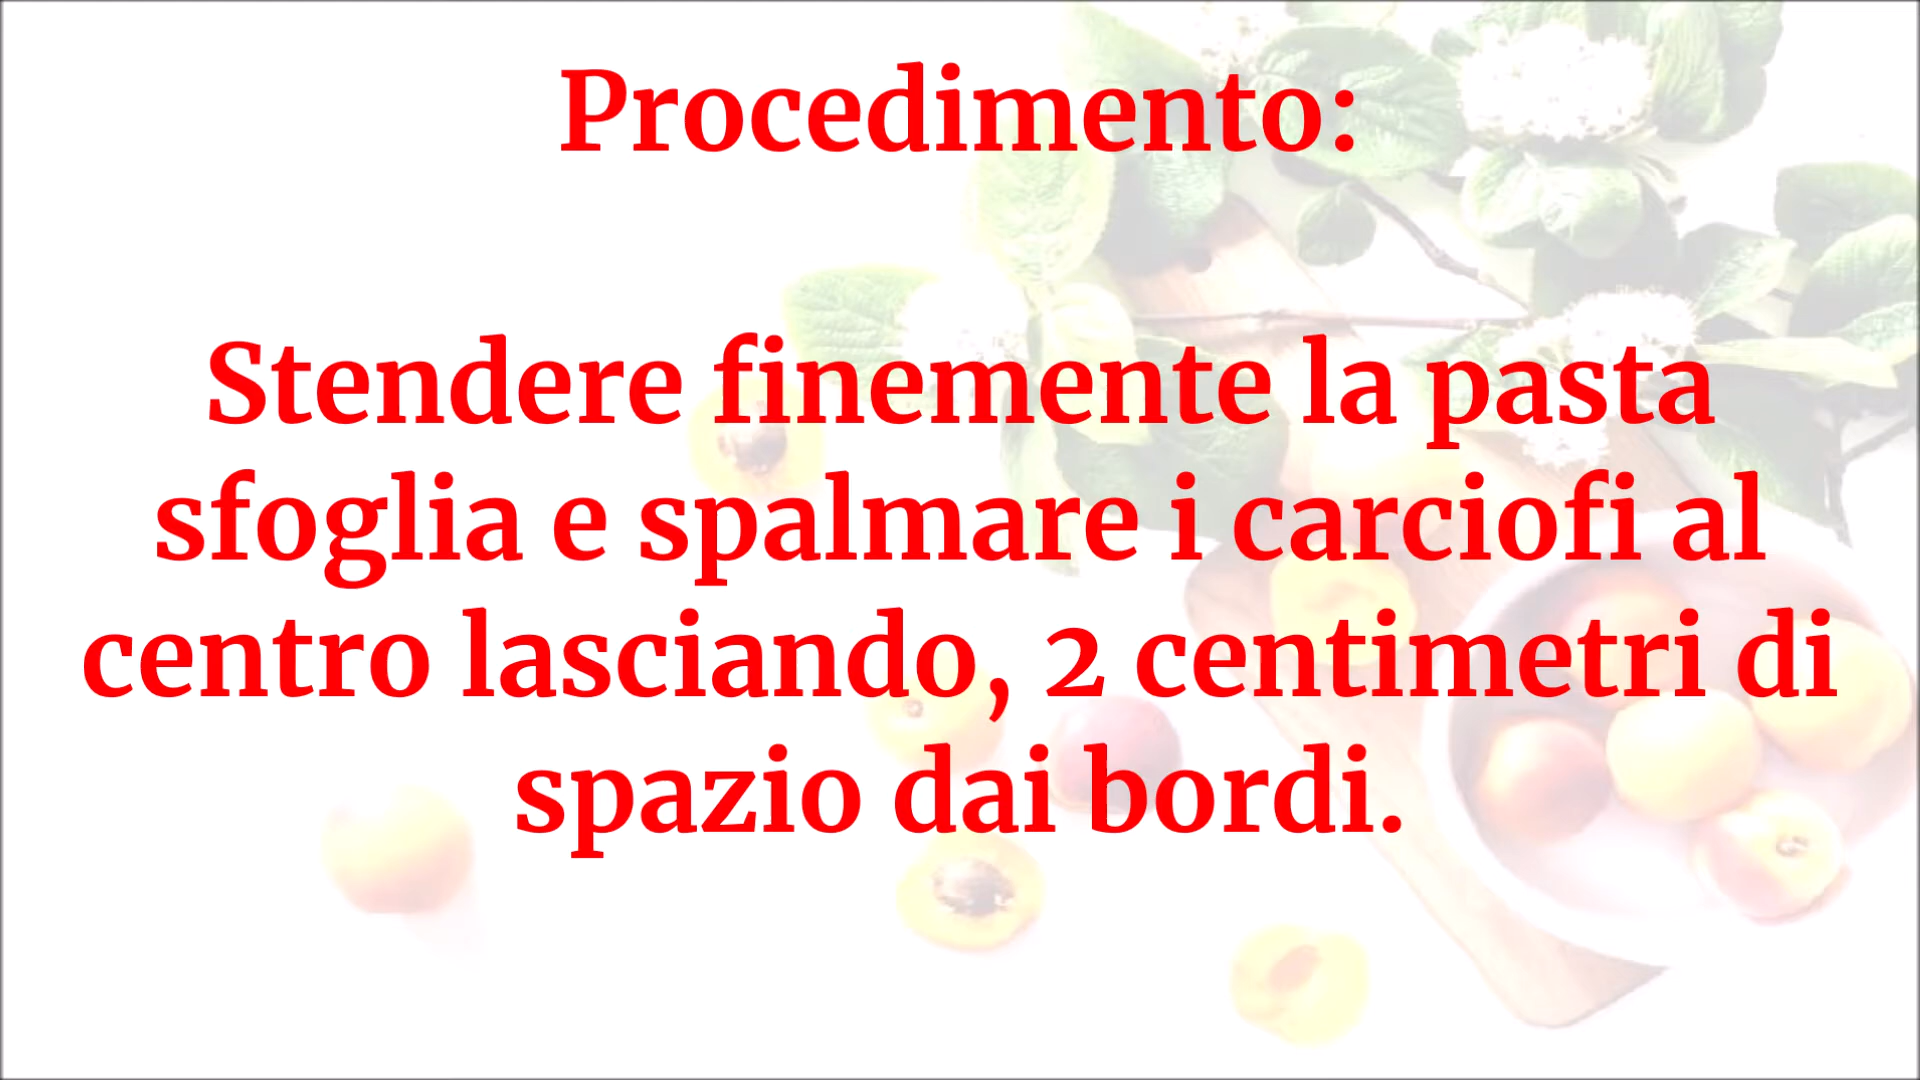 Procedimento:
Stendere finemente la pasta
sfoglia e spalmare i carciofi al
centro lasciando, 2 centimetri di
spazio dai bordi.